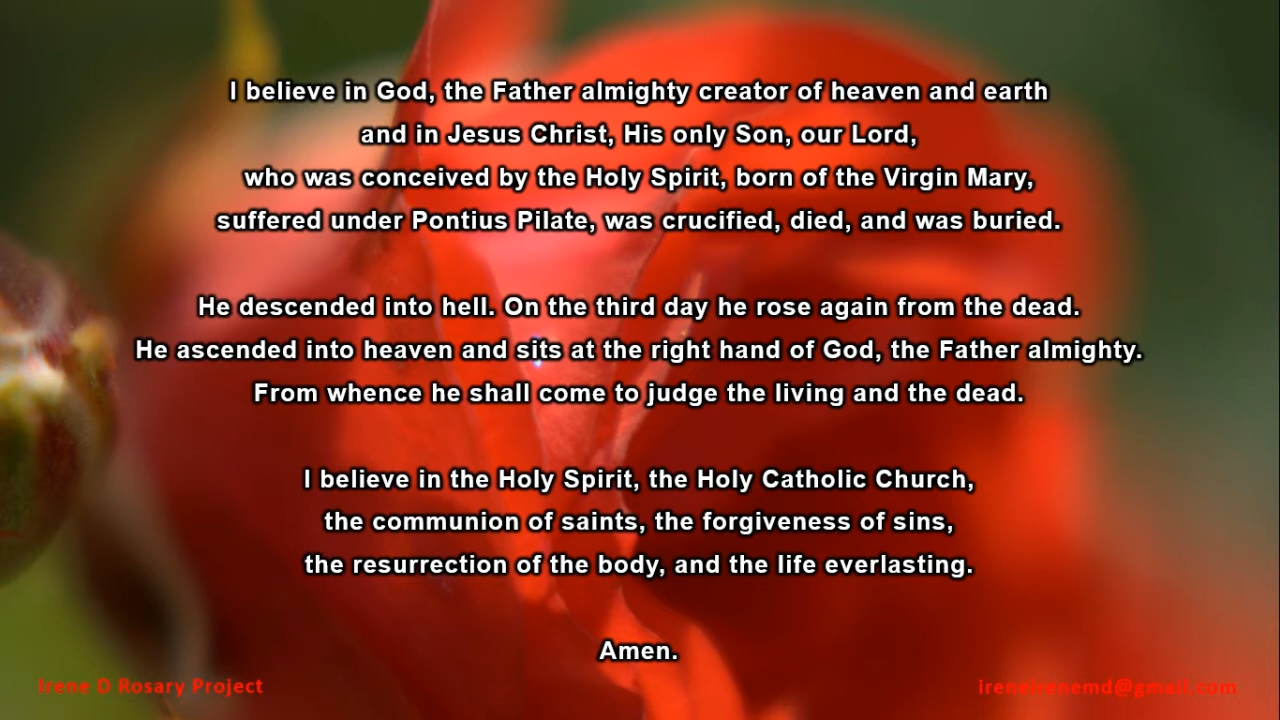 I believe in God, the Father almighty creator of heaven and earth
and in Jesus Christ, His only Son, our Lord,
who was conceived by the Holy Spirit, born of the Virgin Mary,
suffered under Pontius Pilate, was crucified, died, and was buried.
He descended into hell. On the third day he rose again from the dead.
He ascended into heaven and sits at the right hand of God, the Father almighty.
From whence he shall come to judge the living and the dead.
I believe in the Holy Spirit, the Holy Catholic Church,
the communion of saints, the forgiveness of sins,
the resurrection of the body, and the life everlasting.
Amen.
Irene D Rosary Project
ireneirenemd@gmail.com